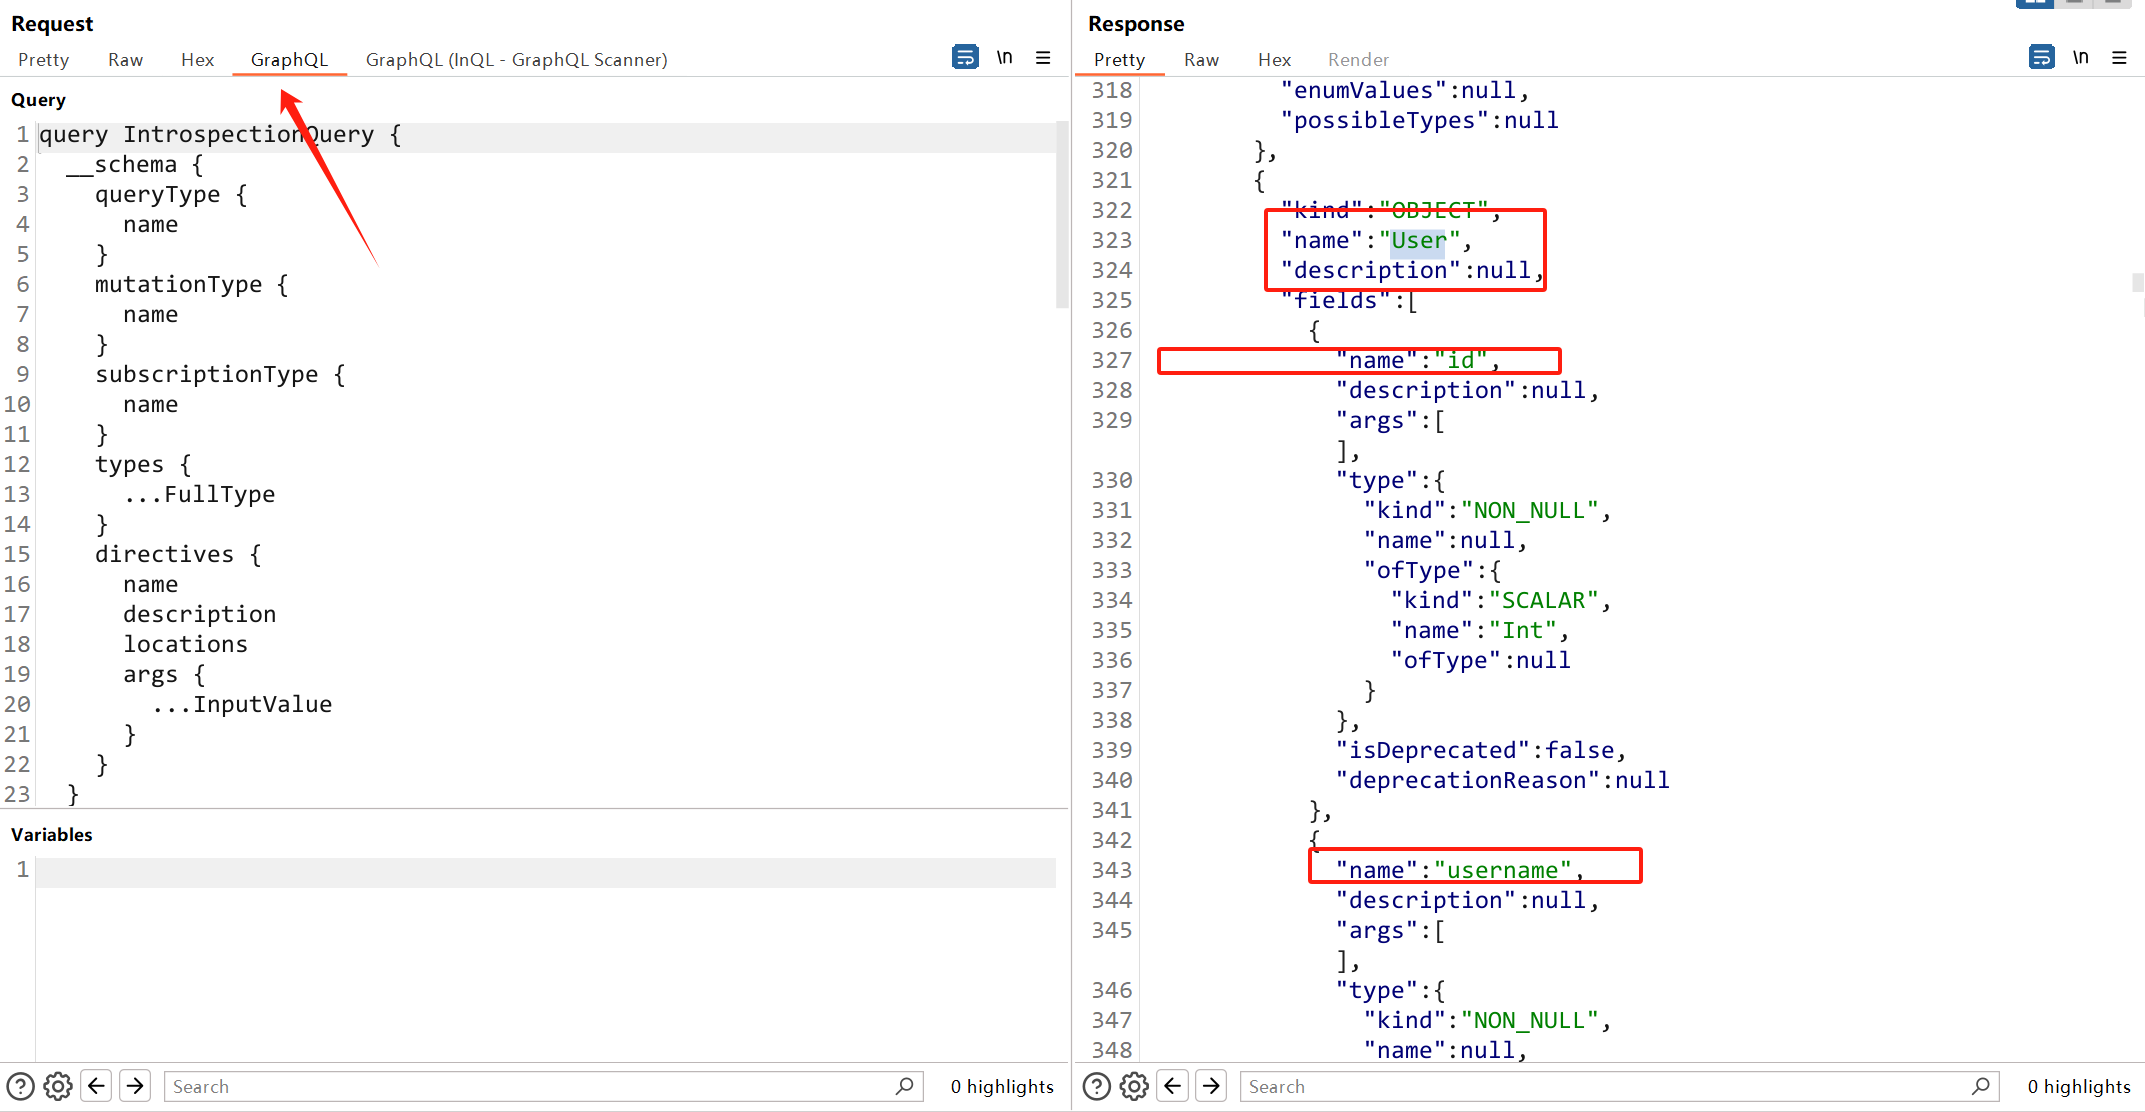 Request
Pretty Raw Hex GraphQL GraphQL (InQL - GraphQL Scanner) \n
Query
1 query IntrospectionQuery {
2 __schema {
3 queryType {
4 name
5 }
6 mutationType {
7 name
8 }
9 subscriptionType {
10 name
11 }
12 types {
13 ...FullType
14 }
15 directives {
16 name
17 description
18 locations
19 args {
20 ...InputValue
21 }
22 }
23 }
Variables
1
Search 0 highlights
Response
Pretty Raw Hex Render \n
318 "enumValues":null,
319 "possibleTypes":null
320 },
321 {
322 "kind":"OBJECT",
323 "name":"User",
324 "description":null,
325 "fields":[
326 {
327 "name":"id",
328 "description":null,
329 "args":[
],
330 "type":{
331 "kind":"NON_NULL",
332 "name":null,
333 "ofType":{
334 "kind":"SCALAR",
335 "name":"Int",
336 "ofType":null
337 }
338 },
339 "isDeprecated":false,
340 "deprecationReason":null
341 },
342 {
343 "name":"username",
344 "description":null,
345 "args":[
],
346 "type":{
347 "kind":"NON_NULL",
348 "name":null,
Search 0 highlights